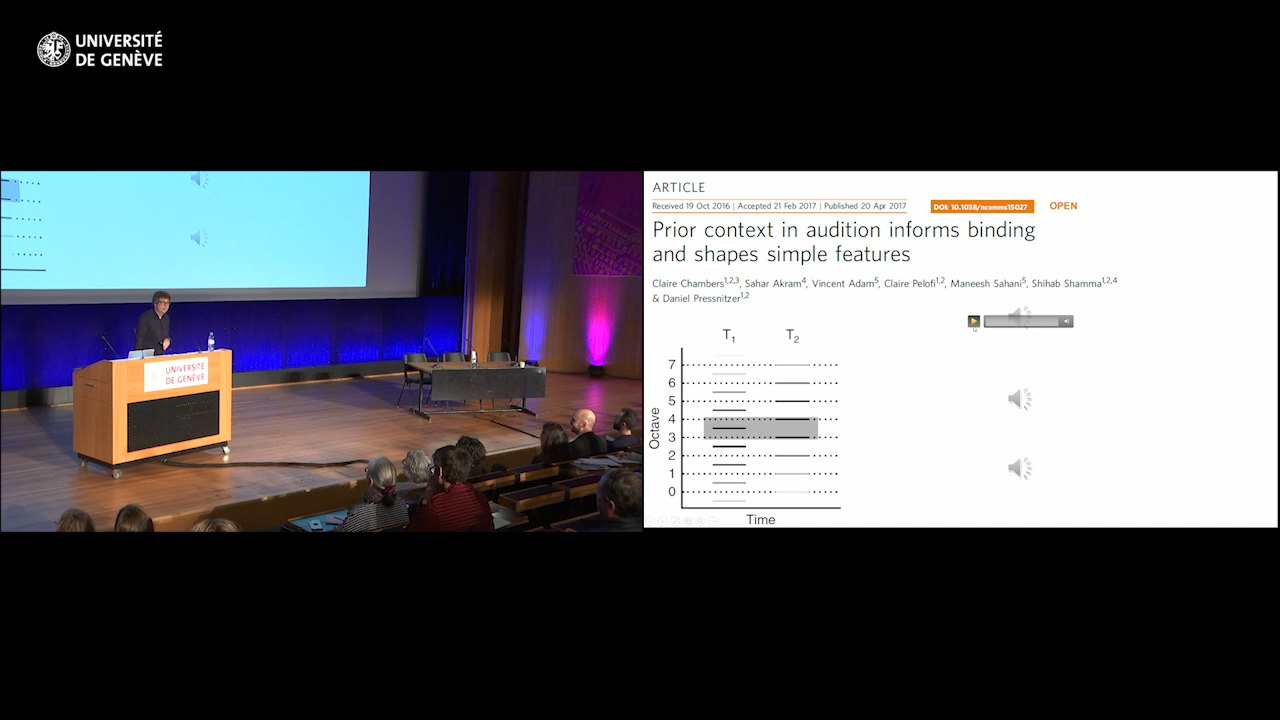 UNIVERSITÉ
DE GENÈVE
UNIVERSITÉ
DE GENÈVE
ARTICLE
Received 19 Oct 2016 | Accepted 21 Feb 2017 | Published 20 Apr 2017
DOI: 10.1038/ncomms15027
OPEN
Prior context in audition informs binding
and shapes simple features
Claire Chambers1,2,3, Sahar Akram4, Vincent Adam5, Claire Pelofi1,2, Maneesh Sahani5, Shihab Shamma1,2,4
& Daniel Pressnitzer1,2
T1 T2
7
6
5
4
3
2
1
0
Octave
Time